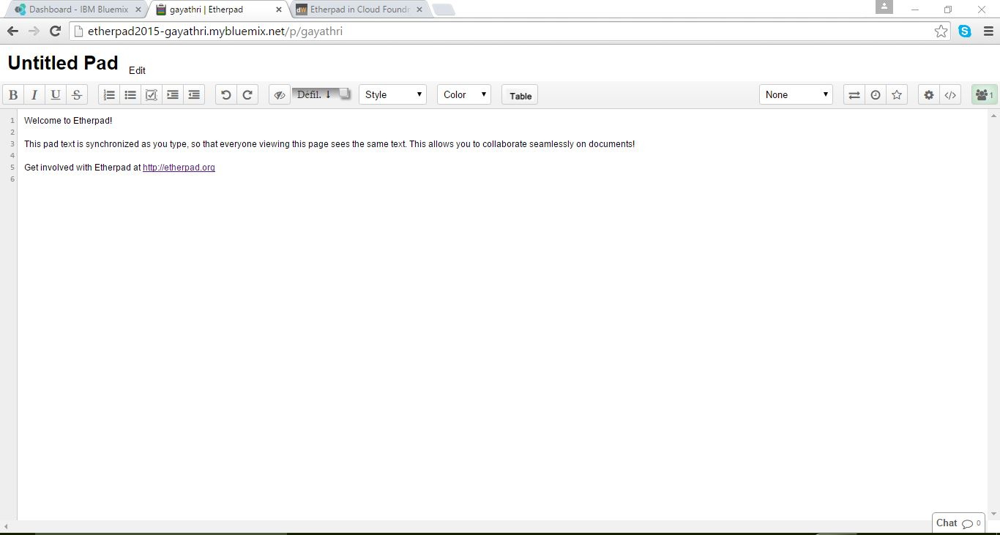 Dashboard - IBM Bluemix
gayathri | Etherpad
Etherpad in Cloud Foundr
etherpad2015-gayathri.mybluemix.net/p/gayathri
Untitled Pad Edit
B I U S Défil. ↓ Style Color Table None 1
1 Welcome to Etherpad!
2
3 This pad text is synchronized as you type, so that everyone viewing this page sees the same text. This allows you to collaborate seamlessly on documents!
4
5 Get involved with Etherpad at http://etherpad.org
6
Chat 0